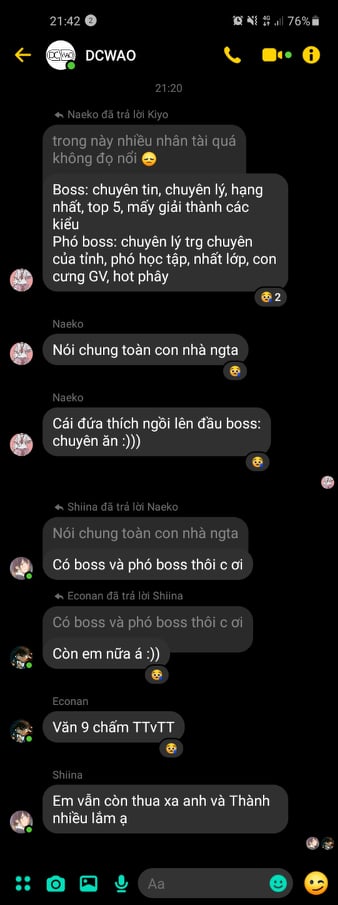 21:42 2
4G 76%
DCWAO
21:20
Naeko đã trả lời Kiyo
trong này nhiều nhân tài quá
không đọ nổi 😔
Boss: chuyên tin, chuyên lý, hạng
nhất, top 5, mấy giải thành các
kiểu
Phó boss: chuyên lý trg chuyên
của tỉnh, phó học tập, nhất lớp, con
cưng GV, hot phây
😢 2
Naeko
Nói chung toàn con nhà ngta
Naeko
Cái đứa thích ngồi lên đầu boss:
chuyên ăn :)))
Shiina đã trả lời Naeko
Nói chung toàn con nhà ngta
Có boss và phó boss thôi c ơi
Econan đã trả lời Shiina
Có boss và phó boss thôi c ơi
Còn em nữa á :))
Econan
Văn 9 chấm TTvTT
Shiina
Em vẫn còn thua xa anh và Thành
nhiều lắm ạ
Aa